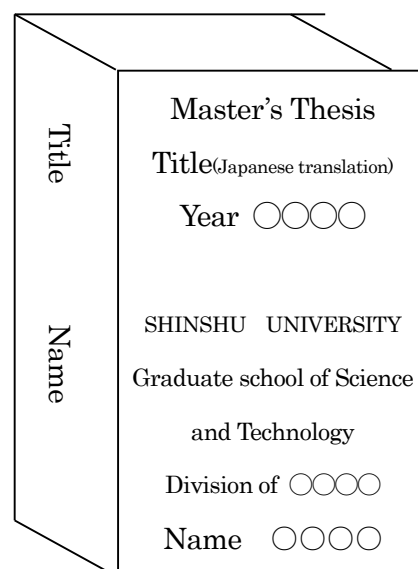 Title
Name
Master's Thesis
Title(Japanese translation)
Year ○○○○
SHINSHU UNIVERSITY
Graduate school of Science
and Technology
Division of ○○○○
Name ○○○○